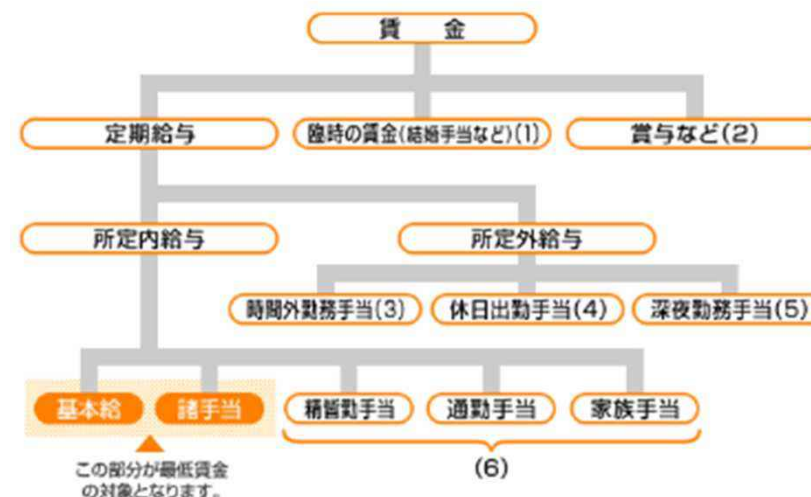 賃 金
定期給与
臨時の賃金(結婚手当など)(1)
賞与など(2)
所定内給与
所定外給与
時間外勤務手当(3)
休日出勤手当(4)
深夜勤務手当(5)
基本給
諸手当
精皆勤手当
通勤手当
家族手当
(6)
この部分が最低賃金
の対象となります。